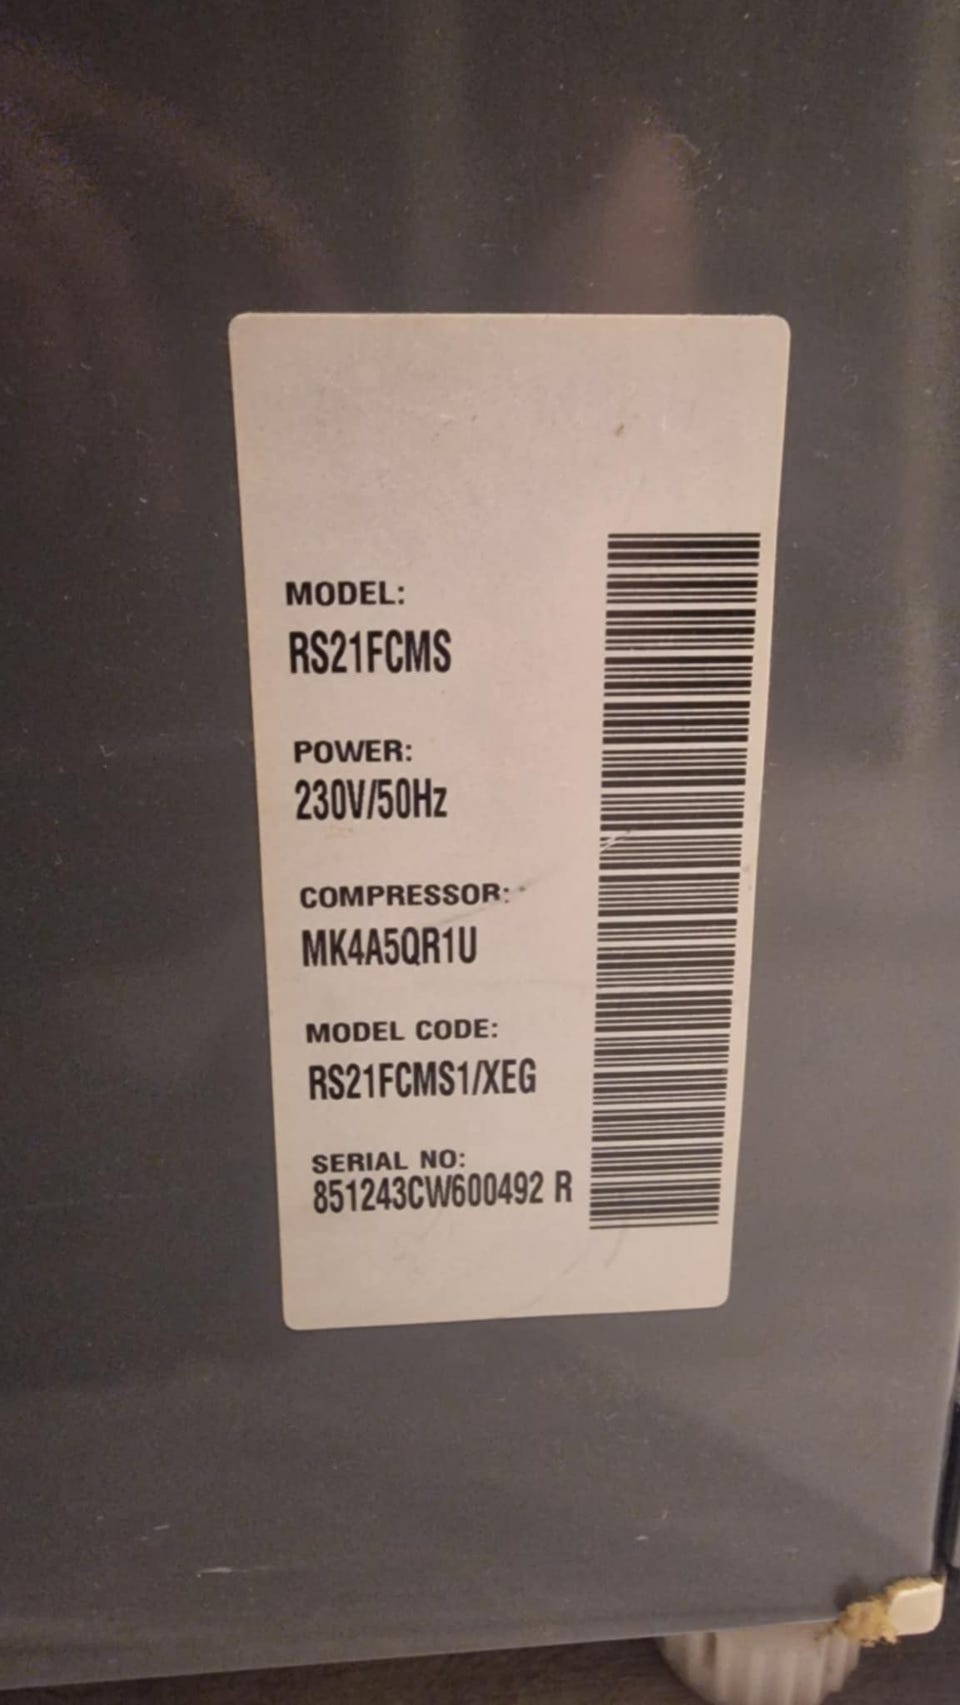 MODEL:
RS21FCMS
POWER:
230V/50Hz
COMPRESSOR:
MK4A5QR1U
MODEL CODE:
RS21FCMS1/XEG
SERIAL NO:
851243CW600492 R